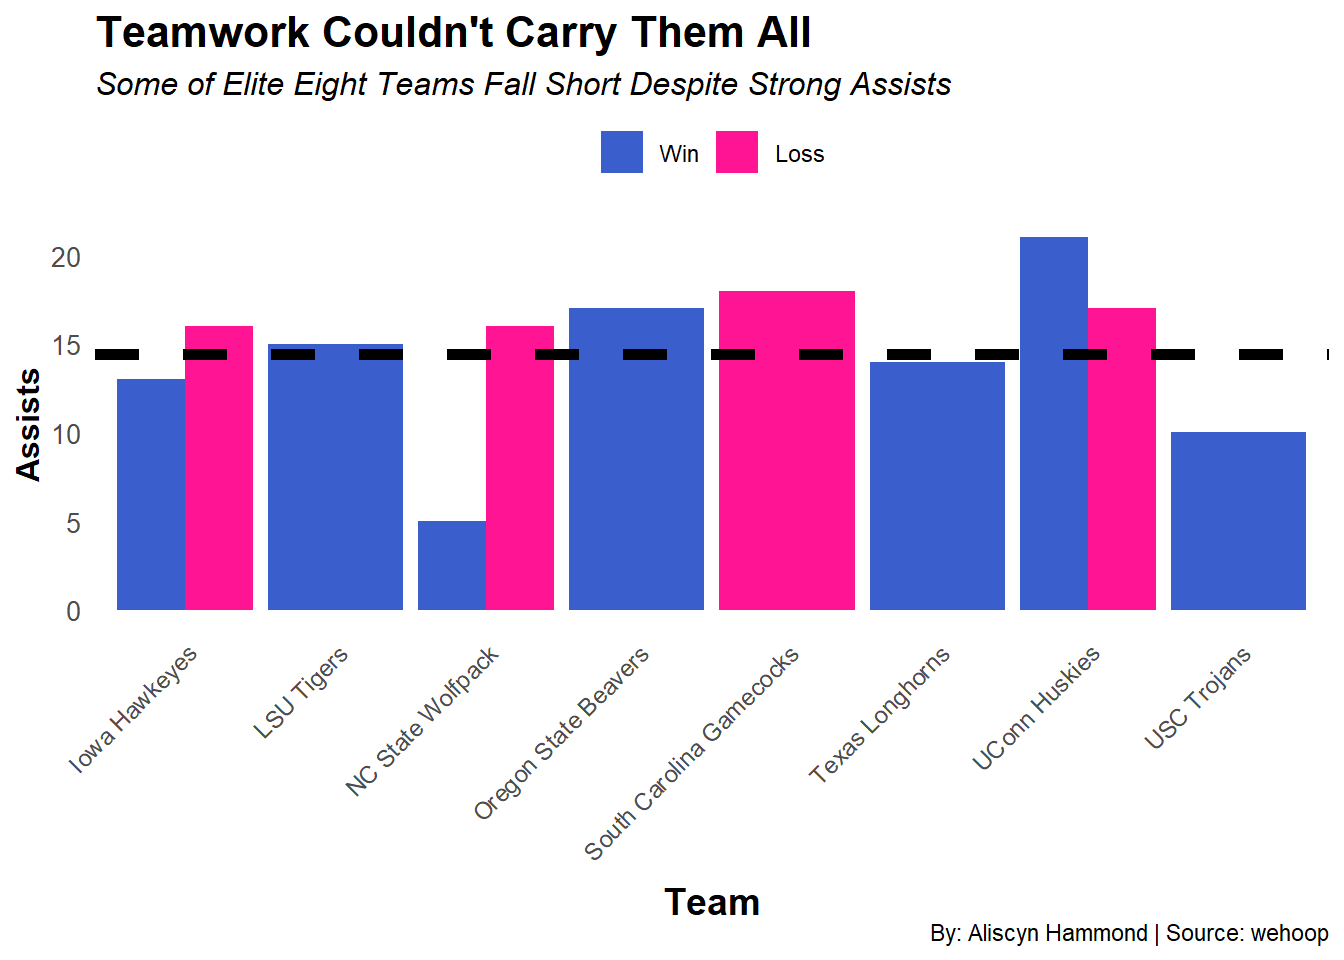 Teamwork Couldn't Carry Them All
Some of Elite Eight Teams Fall Short Despite Strong Assists
Win Loss
Assists
20
15
10
5
0
Iowa Hawkeyes
LSU Tigers
NC State Wolfpack
Oregon State Beavers
South Carolina Gamecocks
Texas Longhorns
UConn Huskies
USC Trojans
Team
By: Aliscyn Hammond | Source: wehoop